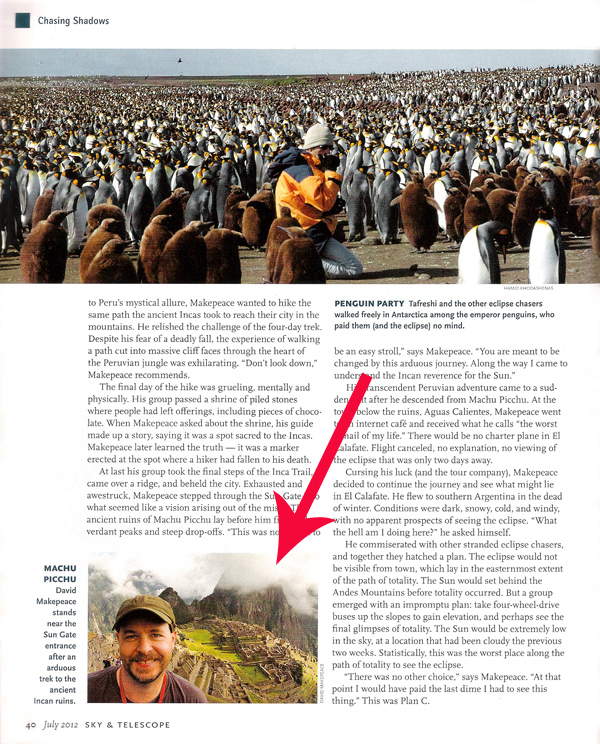 Chasing Shadows
HAMID KHODASHENAS
PENGUIN PARTY Tafreshi and the other eclipse chasers
walked freely in Antarctica among the emperor penguins, who
paid them (and the eclipse) no mind.
to Peru's mystical allure, Makepeace wanted to hike the
same path the ancient Incas took to reach their city in the
mountains. He relished the challenge of the four-day trek.
Despite his fear of a deadly fall, the experience of walking
a path cut into massive cliff faces through the heart of
the Peruvian jungle was exhilarating. "Don't look down,"
Makepeace recommends.
The final day of the hike was grueling, mentally and
physically. His group passed a shrine of piled stones
where people had left offerings, including pieces of choco-
late. When Makepeace asked about the shrine, his guide
made up a story, saying it was a spot sacred to the Incas.
Makepeace later learned the truth — it was a marker
erected at the spot where a hiker had fallen to his death.
At last his group took the final steps of the Inca Trail,
came over a ridge, and beheld the city. Exhausted and
awestruck, Makepeace stepped through the Sun Gate
what seemed like a vision arising out of the
ancient ruins of Machu Picchu lay before him
verdant peaks and steep drop-offs. "This was to
be an easy stroll," says Makepeace. "You are meant to be
changed by this arduous journey. Along the way I came to
understand the Incan reverence for the Sun."
His transcendent Peruvian adventure came to a sud-
den after he descended from Machu Picchu. At the
below the ruins, Aguas Calientes, Makepeace went
internet café and received what he calls "the worst
of my life." There would be no charter plane in El
Calafate. Flight canceled, no explanation, no viewing of
the eclipse that was only two days away.
Cursing his luck (and the tour company), Makepeace
decided to continue the journey and see what might lie
in El Calafate. He flew to southern Argentina in the dead
of winter. Conditions were dark, snowy, cold, and windy,
with no apparent prospects of seeing the eclipse. "What
the hell am I doing here?" he asked himself.
He commiserated with other stranded eclipse chasers,
and together they hatched a plan. The eclipse would not
be visible from town, which lay in the easternmost extent
of the path of totality. The Sun would set behind the
Andes Mountains before totality occurred. But a group
emerged with an impromptu plan: take four-wheel-drive
buses up the slopes to gain elevation, and perhaps see the
final glimpses of totality. The Sun would be extremely low
in the sky, at a location that had been cloudy the previous
two weeks. Statistically, this was the worst place along the
path of totality to see the eclipse.
"There was no other choice," says Makepeace. "At that
point I would have paid the last dime I had to see this
thing." This was Plan C.
MACHU
PICCHU
David
Makepeace
stands
near the
Sun Gate
entrance
after an
arduous
trek to the
ancient
Incan ruins.
DAVID MAKEPEACE
40 July 2012 SKY & TELESCOPE